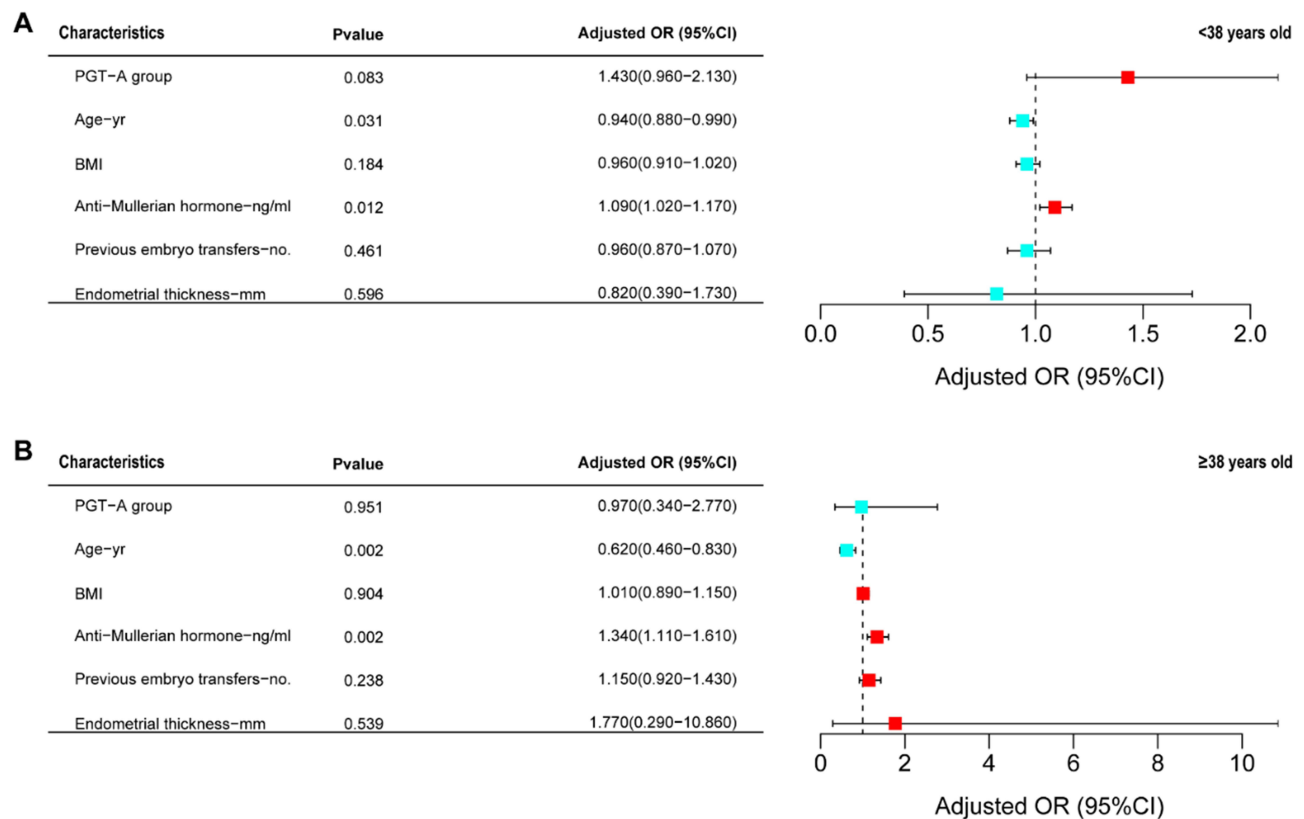 A
Characteristics Pvalue Adjusted OR (95%CI) <38 years old
PGT−A group 0.083 1.430(0.960−2.130)
Age−yr 0.031 0.940(0.880−0.990)
BMI 0.184 0.960(0.910−1.020)
Anti−Mullerian hormone−ng/ml 0.012 1.090(1.020−1.170)
Previous embryo transfers−no. 0.461 0.960(0.870−1.070)
Endometrial thickness−mm 0.596 0.820(0.390−1.730)
0.0 0.5 1.0 1.5 2.0
Adjusted OR (95%CI)
B
Characteristics Pvalue Adjusted OR (95%CI) ≥38 years old
PGT−A group 0.951 0.970(0.340−2.770)
Age−yr 0.002 0.620(0.460−0.830)
BMI 0.904 1.010(0.890−1.150)
Anti−Mullerian hormone−ng/ml 0.002 1.340(1.110−1.610)
Previous embryo transfers−no. 0.238 1.150(0.920−1.430)
Endometrial thickness−mm 0.539 1.770(0.290−10.860)
0 2 4 6 8 10
Adjusted OR (95%CI)